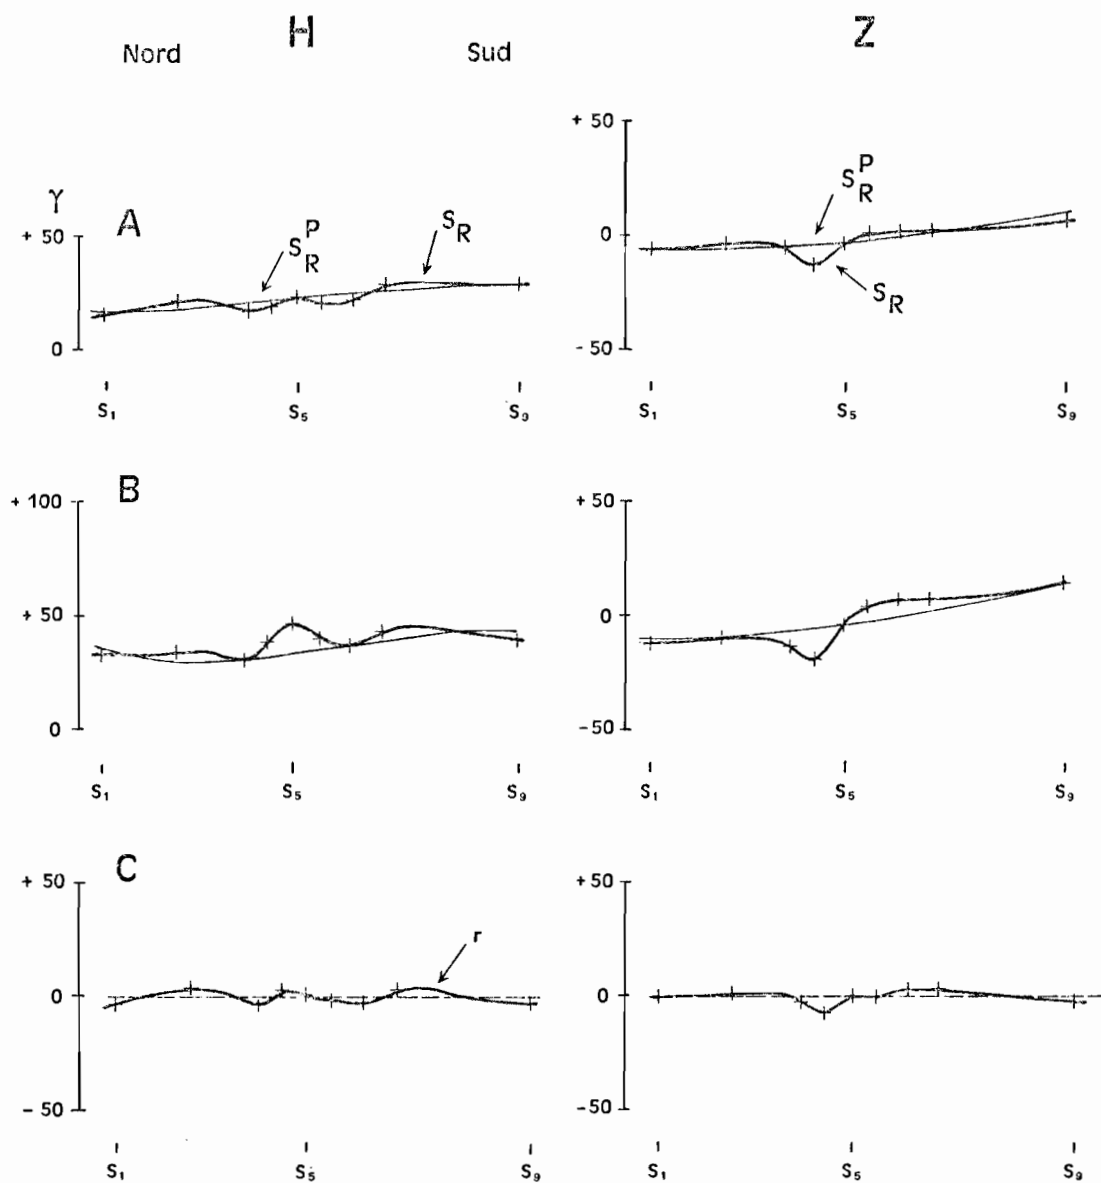 H Z
Nord Sud
γ A
+ 50
0
S_R^P
S_R
S₁ S₅ S₉
+ 50
0
- 50
S_R^P
S_R
S₁ S₅ S₉
B
+ 100
+ 50
0
S₁ S₅ S₉
+50
0
-50
S₁ S₅ S₉
C
+ 50
0
- 50
r
S₁ S₅ S₉
+ 50
0
-50
S₁ S₅ S₉